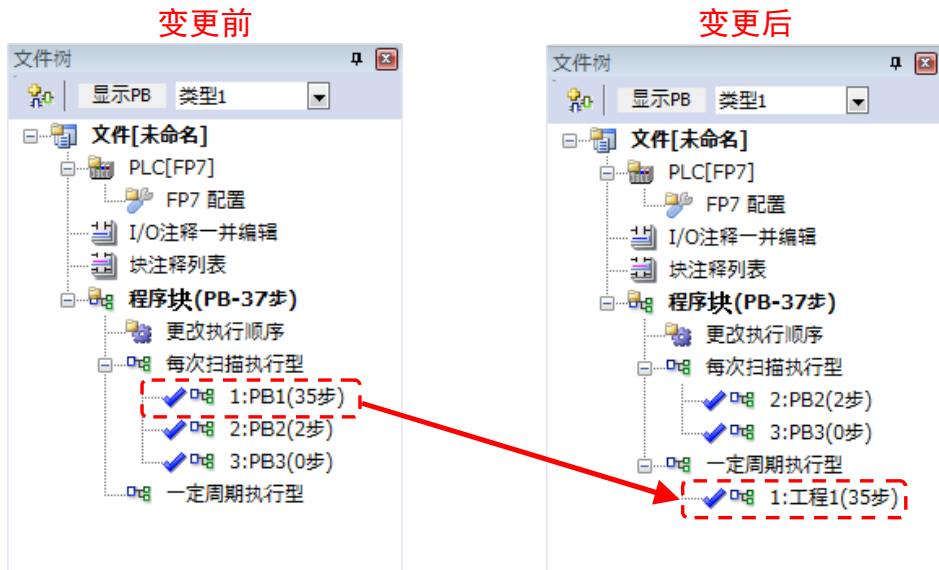 变更前
文件树
显示PB 类型1
文件[未命名]
PLC[FP7]
FP7 配置
I/O注释一并编辑
块注释列表
程序块(PB-37步)
更改执行顺序
每次扫描执行型
1:PB1(35步)
2:PB2(2步)
3:PB3(0步)
一定周期执行型
变更后
文件树
显示PB 类型1
文件[未命名]
PLC[FP7]
FP7 配置
I/O注释一并编辑
块注释列表
程序块(PB-37步)
更改执行顺序
每次扫描执行型
2:PB2(2步)
3:PB3(0步)
一定周期执行型
1:工程1(35步)